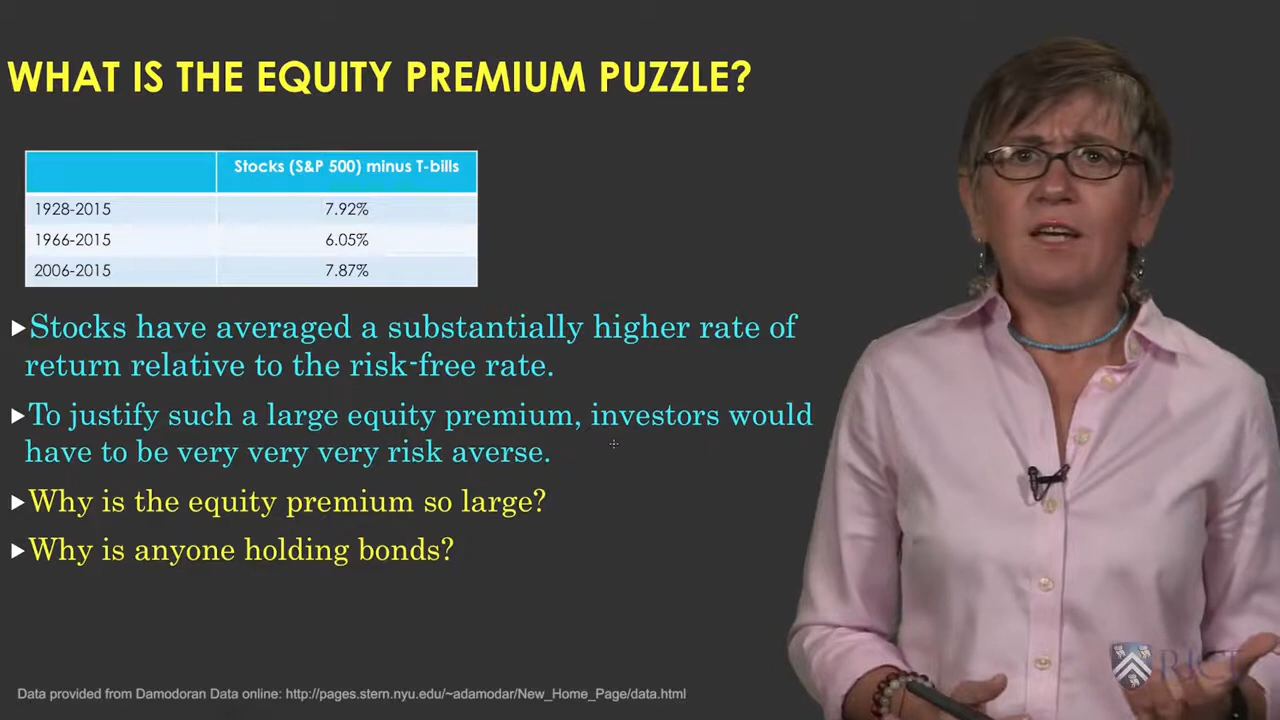 WHAT IS THE EQUITY PREMIUM PUZZLE?
Stocks (S&P 500) minus T-bills
1928-2015 7.92%
1966-2015 6.05%
2006-2015 7.87%
Stocks have averaged a substantially higher rate of
return relative to the risk-free rate.
To justify such a large equity premium, investors would
have to be very very very risk averse.
Why is the equity premium so large?
Why is anyone holding bonds?
Data provided from Damodoran Data online: http://pages.stern.nyu.edu/~adamodar/New_Home_Page/data.html